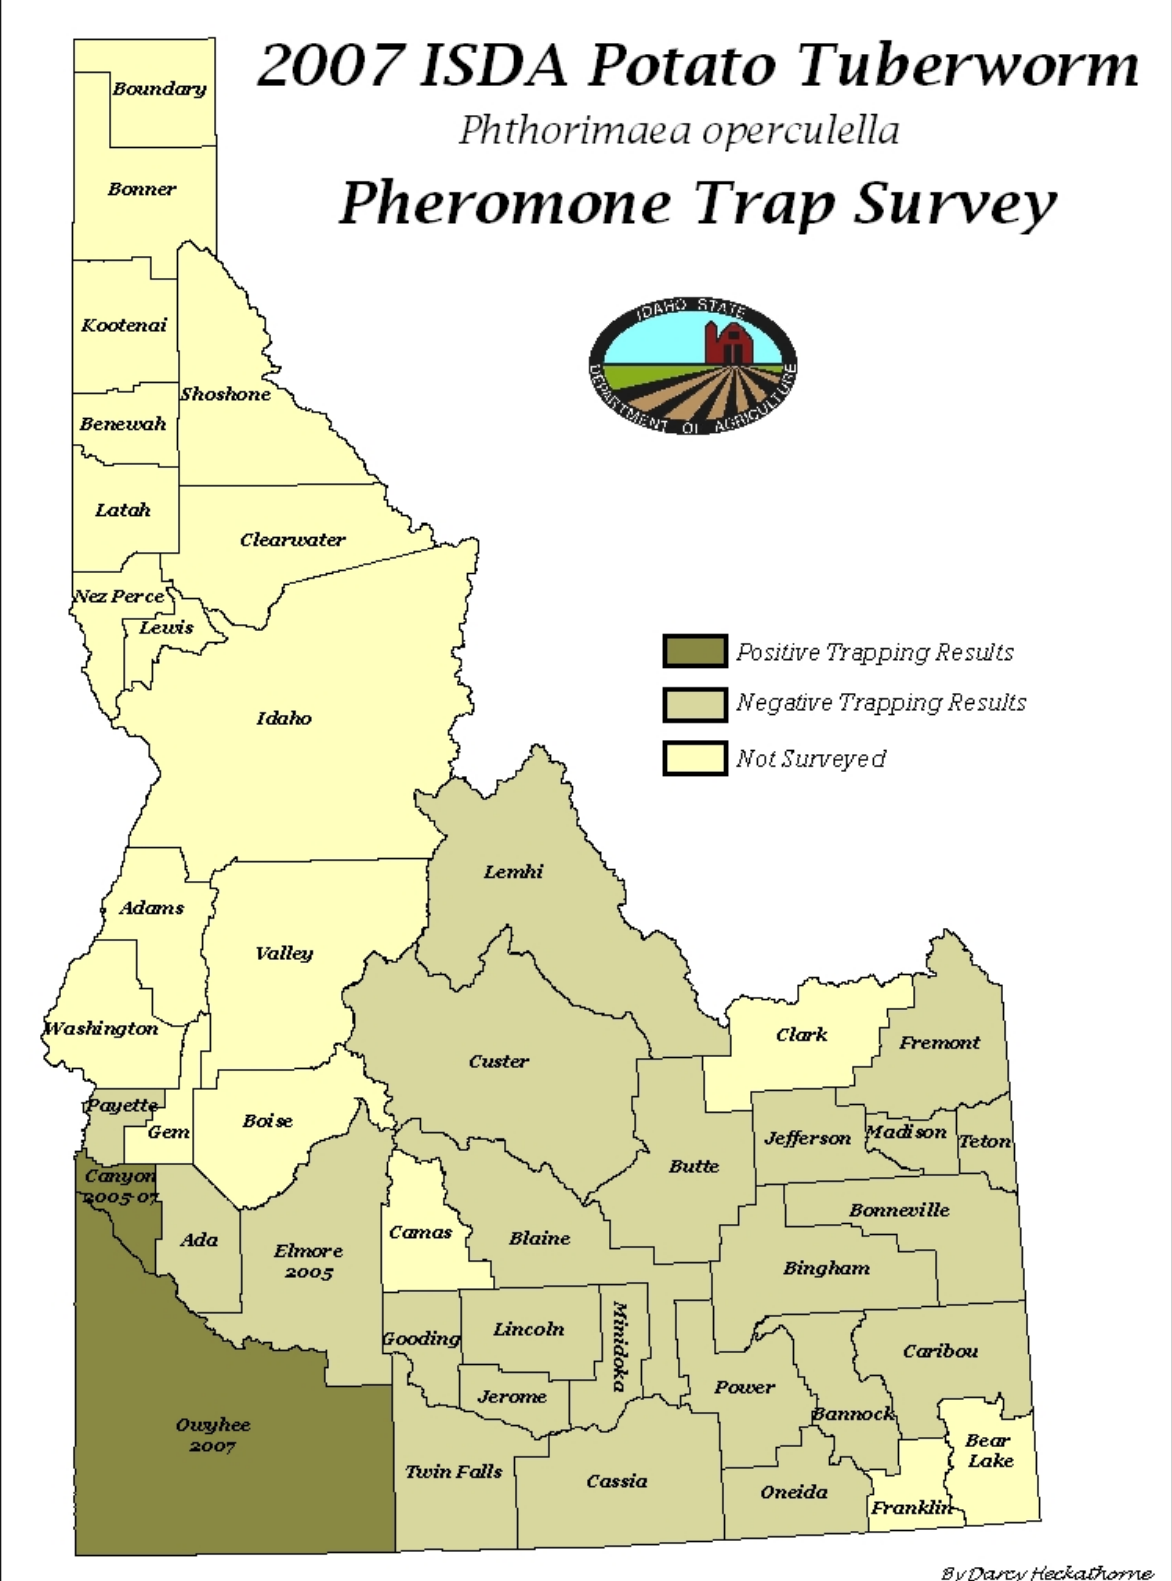 2007 ISDA Potato Tuberworm
Phthorimaea operculella
Pheromone Trap Survey
IDAHO STATE
DEPARTMENT OF AGRICULTURE
Positive Trapping Results
Negative Trapping Results
Not Surveyed
Boundary
Bonner
Kootenai
Shoshone
Benewah
Latah
Clearwater
Nez Perce
Lewis
Idaho
Lemhi
Adams
Valley
Washington
Custer
Clark
Fremont
Payette
Gem
Boise
Jefferson
Madison
Teton
Butte
Canyon
2005-07
Ada
Elmore
2005
Camas
Blaine
Bonneville
Bingham
Gooding
Lincoln
Minidoka
Jerome
Power
Caribou
Bannock
Owyhee
2007
Twin Falls
Cassia
Oneida
Bear
Lake
Franklin
By Darcy Heckathorne